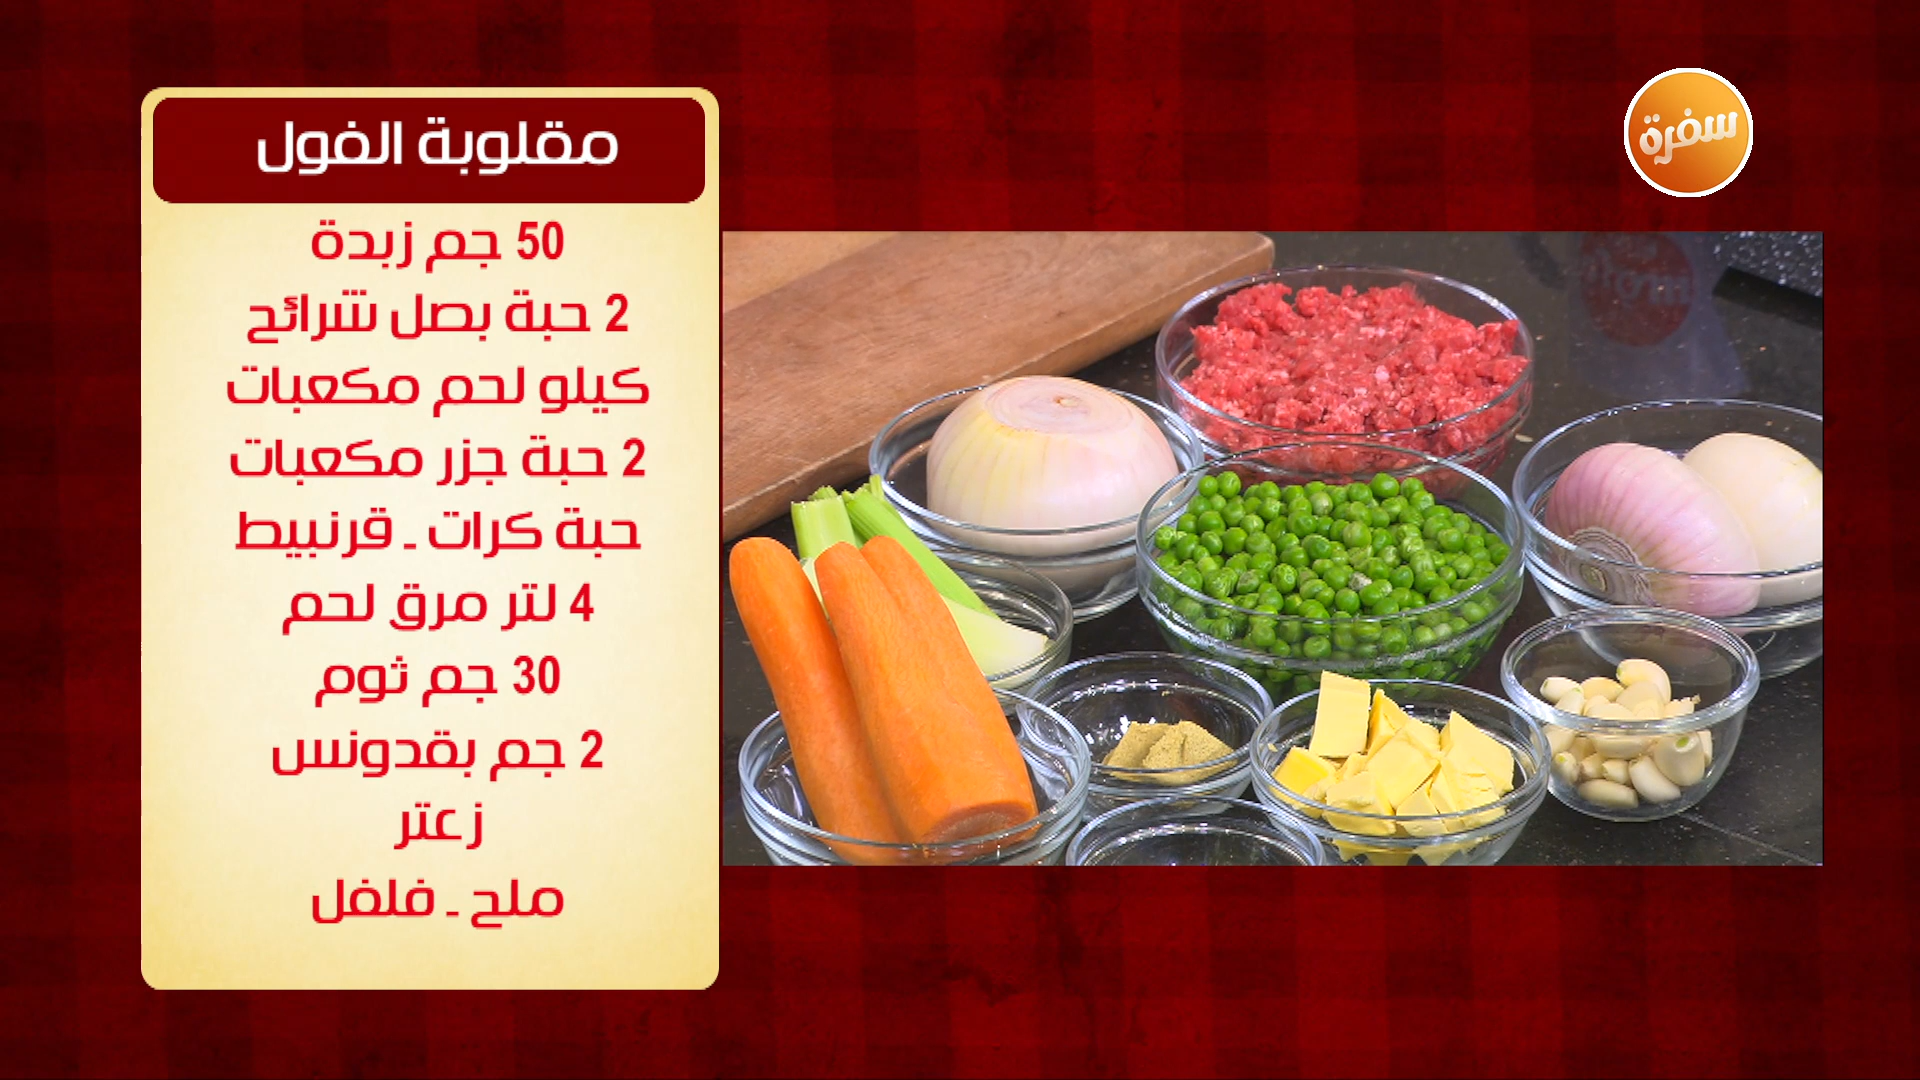 سفرة
مقلوبة الفول
50 جم زبدة
2 حبة بصل شرائح
كيلو لحم مكعبات
2 حبة جزر مكعبات
حبة كرات - قرنبيط
4 لتر مرق لحم
30 جم ثوم
2 جم بقدونس
زعتر
ملح - فلفل